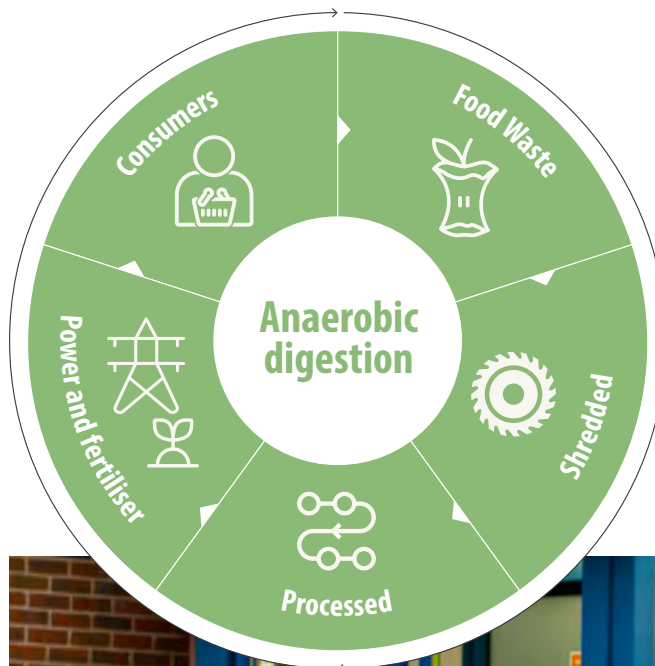 Consumers
Food Waste
Shredded
Processed
Power and fertiliser
Anaerobic
digestion